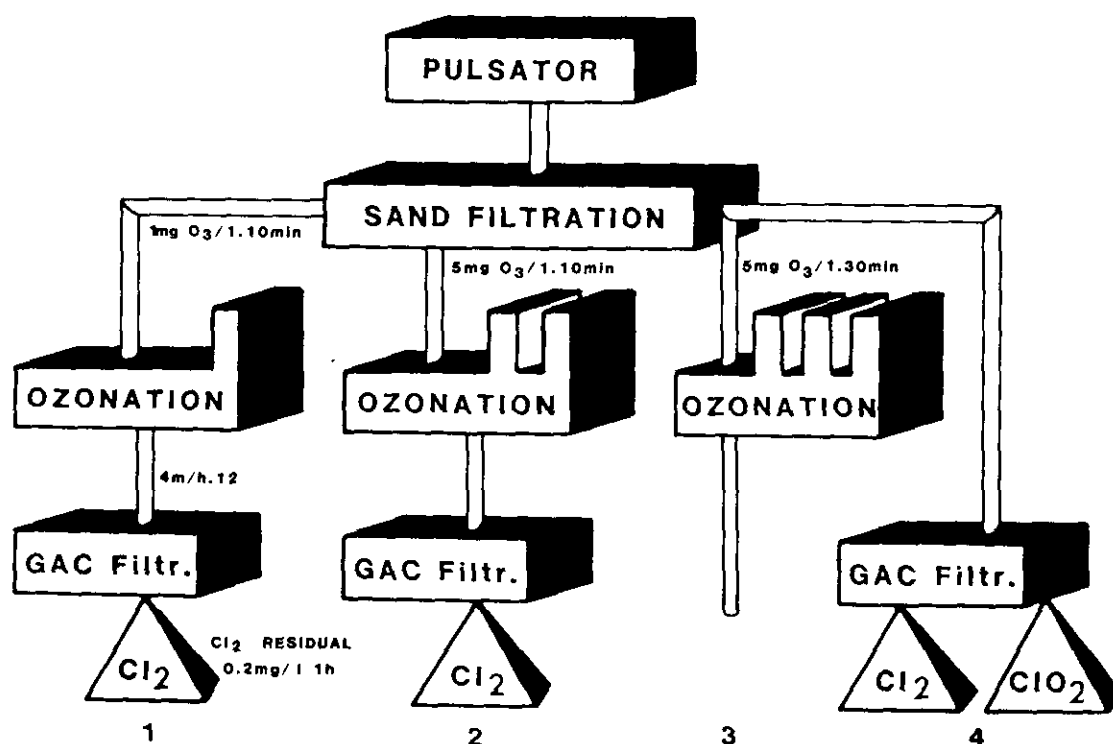 PULSATOR
SAND FILTRATION
1mg O3/1.10min
5mg O3/1.10min
5mg O3/1.30min
OZONATION
OZONATION
OZONATION
4m/h.12
GAC Filtr.
GAC Filtr.
GAC Filtr.
Cl2 RESIDUAL
0.2mg/l 1h
Cl2
Cl2
Cl2
ClO2
1
2
3
4